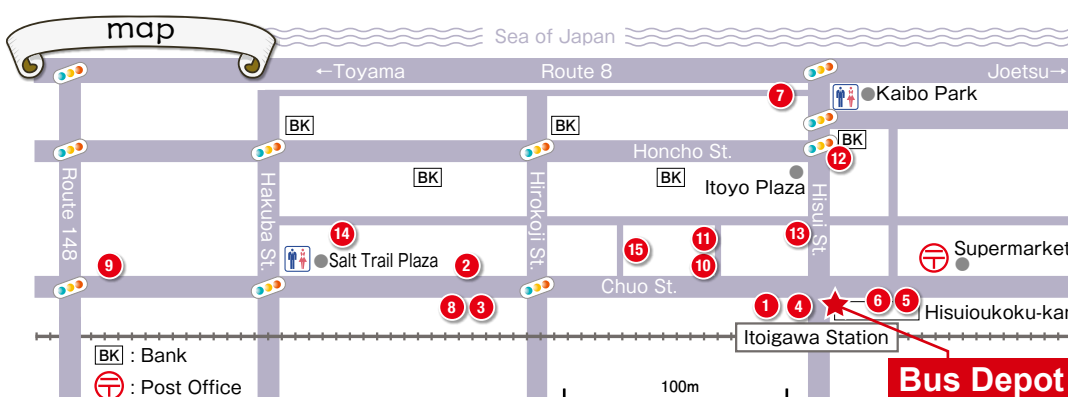 map
Sea of Japan
←Toyama
Route 8
Joetsu→
7
Kaibo Park
BK
BK
BK
Honcho St.
12
BK
BK
Itoyo Plaza
Route 148
Hakuba St.
Hirokoji St.
Hisui St.
14
11
13
15
Supermarket
9
Salt Trail Plaza
2
10
Chuo St.
8
3
1
4
6
5
Hisuioukoku-kan
Itoigawa Station
BK : Bank
〒 : Post Office
100m
Bus Depot